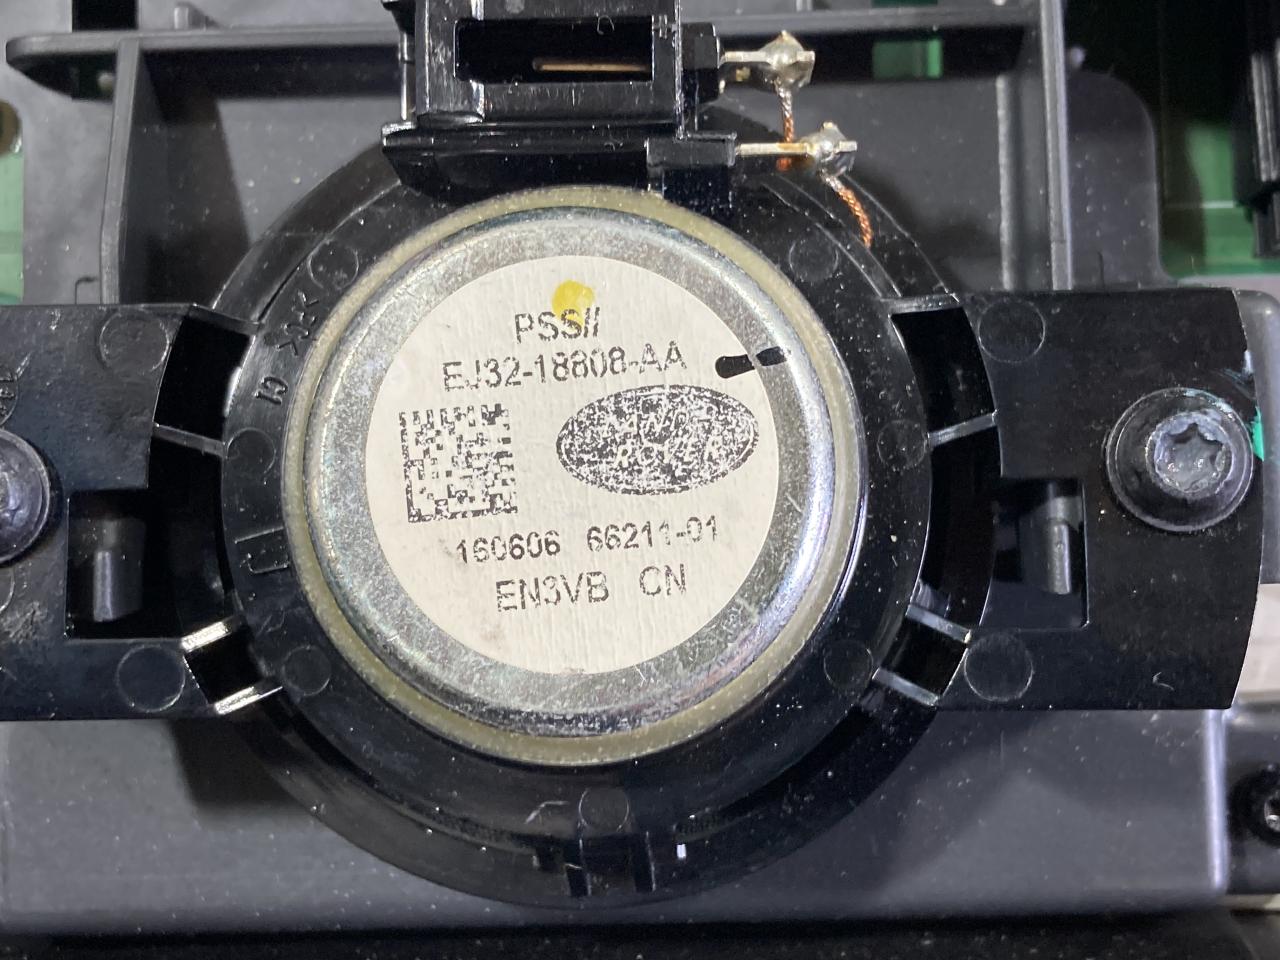 PSS//
EJ32-18808-AA
LAND
ROVER
160606 66211-01
EN3VB CN